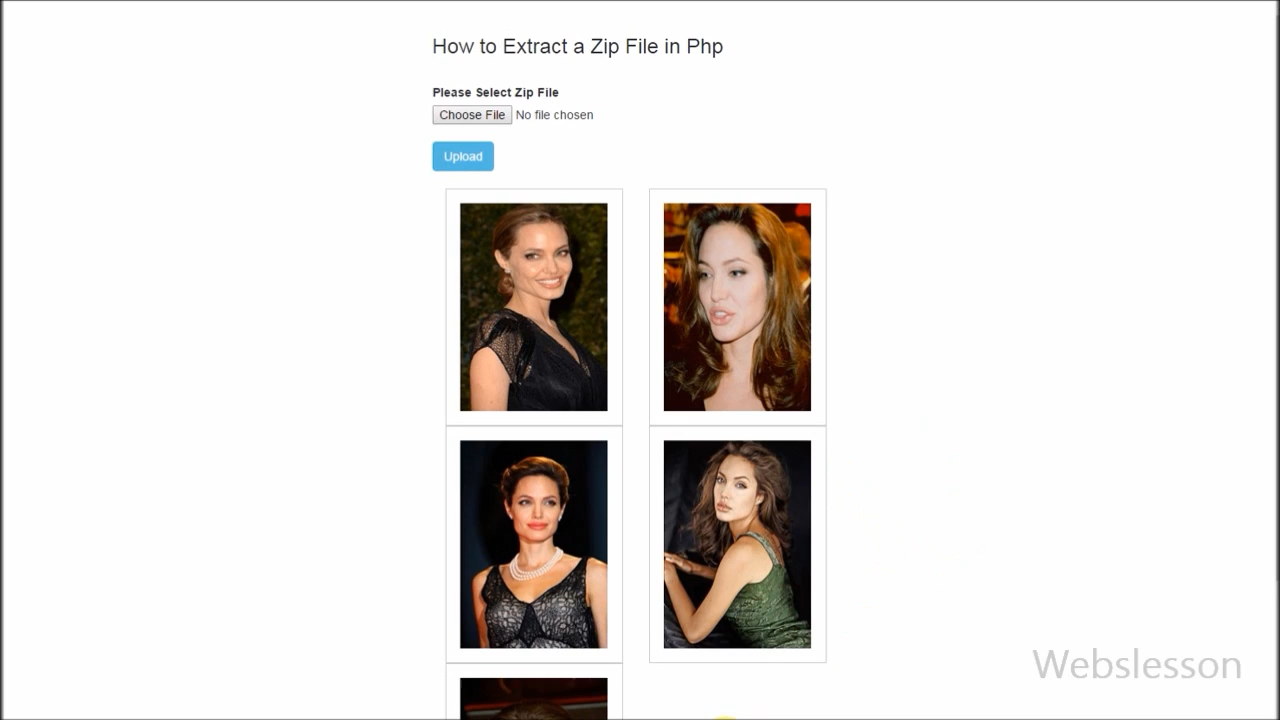 How to Extract a Zip File in Php
Please Select Zip File
Choose File No file chosen
Upload
Webslesson